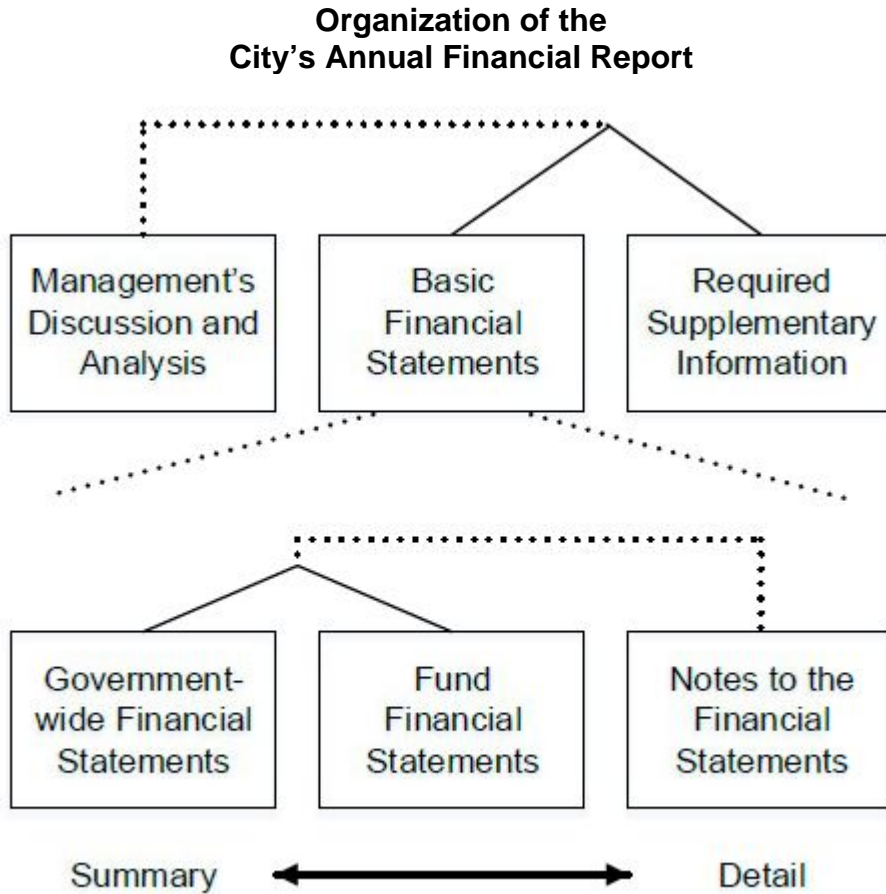 Organization of the
City’s Annual Financial Report
Management’s
Discussion and
Analysis
Basic
Financial
Statements
Required
Supplementary
Information
Government-
wide Financial
Statements
Fund
Financial
Statements
Notes to the
Financial
Statements
Summary
Detail